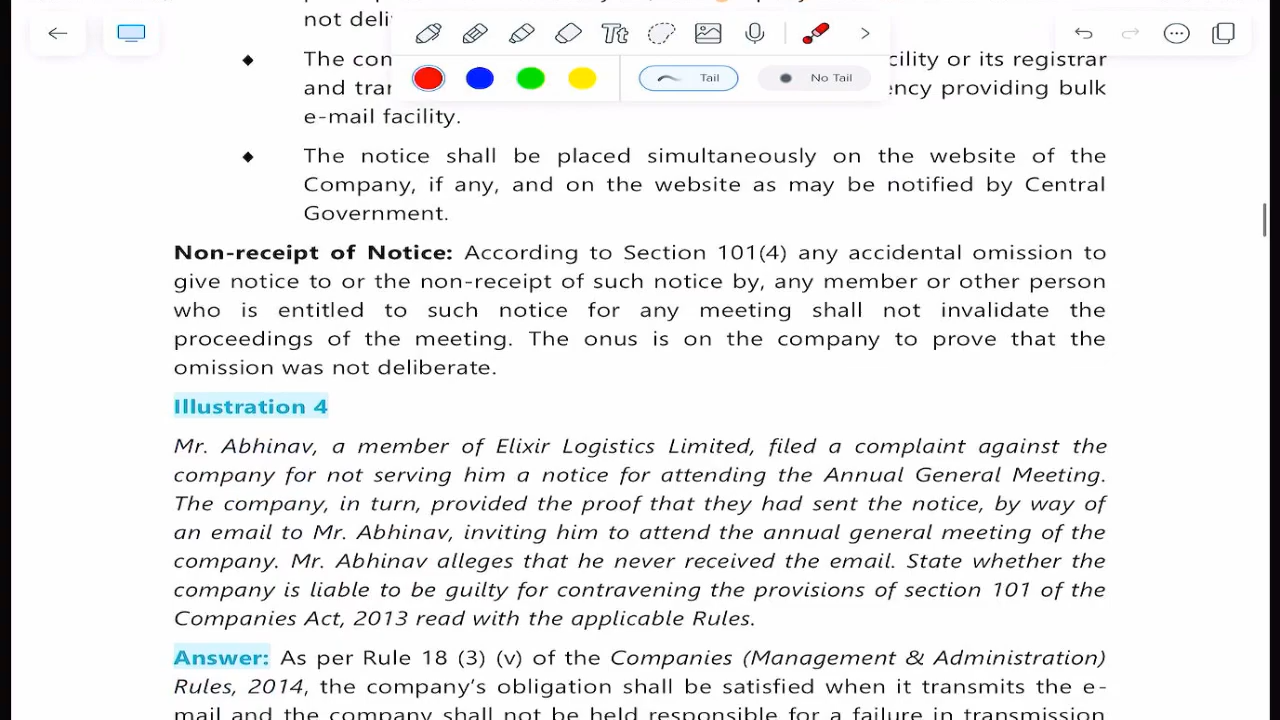 not deli
The con cility or its registrar
and tran ency providing bulk
e-mail facility.
The notice shall be placed simultaneously on the website of the
Company, if any, and on the website as may be notified by Central
Government.
Non-receipt of Notice: According to Section 101(4) any accidental omission to
give notice to or the non-receipt of such notice by, any member or other person
who is entitled to such notice for any meeting shall not invalidate the
proceedings of the meeting. The onus is on the company to prove that the
omission was not deliberate.
Illustration 4
Mr. Abhinav, a member of Elixir Logistics Limited, filed a complaint against the
company for not serving him a notice for attending the Annual General Meeting.
The company, in turn, provided the proof that they had sent the notice, by way of
an email to Mr. Abhinav, inviting him to attend the annual general meeting of the
company. Mr. Abhinav alleges that he never received the email. State whether the
company is liable to be guilty for contravening the provisions of section 101 of the
Companies Act, 2013 read with the applicable Rules.
Answer: As per Rule 18 (3) (v) of the Companies (Management & Administration)
Rules, 2014, the company's obligation shall be satisfied when it transmits the e-
mail and the company shall not be held responsible for a failure in transmission
Tt
Tail
No Tail